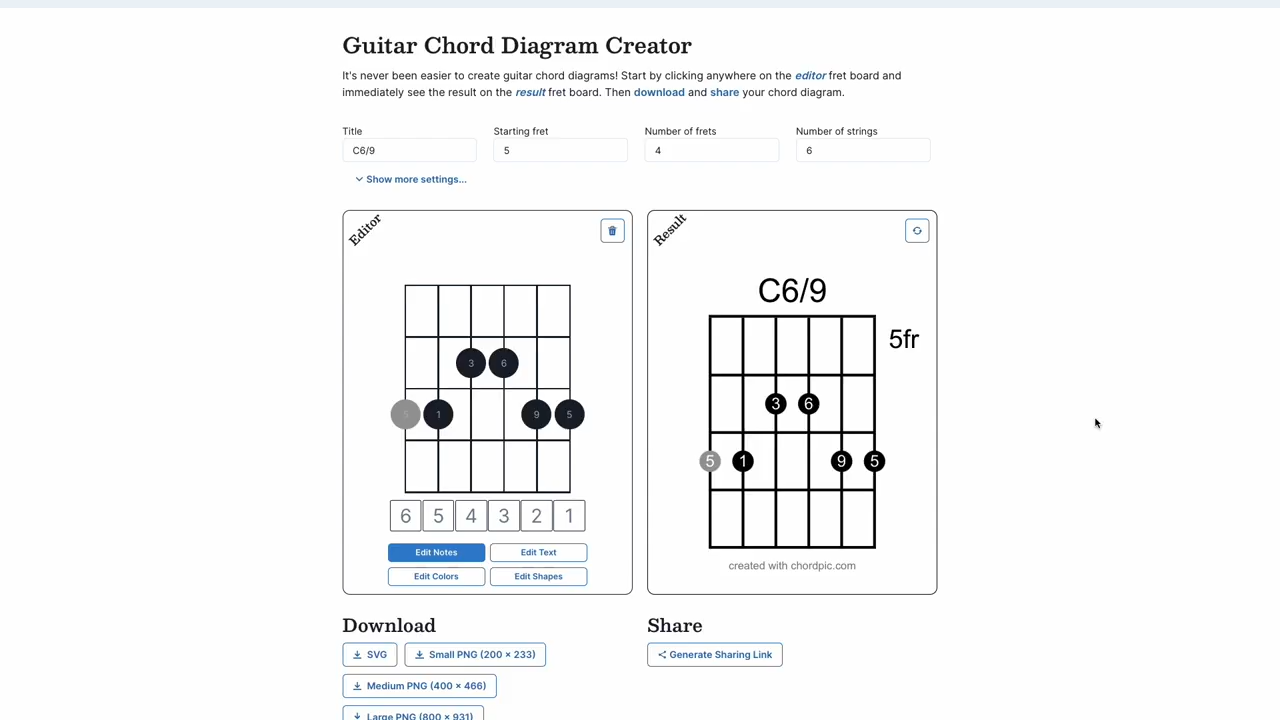 Guitar Chord Diagram Creator
It's never been easier to create guitar chord diagrams! Start by clicking anywhere on the editor fret board and
immediately see the result on the result fret board. Then download and share your chord diagram.
Title
Starting fret
Number of frets
Number of strings
C6/9
5
4
6
Show more settings...
Editor
3 6
5 1 9 5
6 5 4 3 2 1
Edit Notes
Edit Text
Edit Colors
Edit Shapes
Result
C6/9
5fr
3 6
5 1 9 5
created with chordpic.com
Download
SVG
Small PNG (200 × 233)
Medium PNG (400 × 466)
Large PNG (800 × 931)
Share
Generate Sharing Link